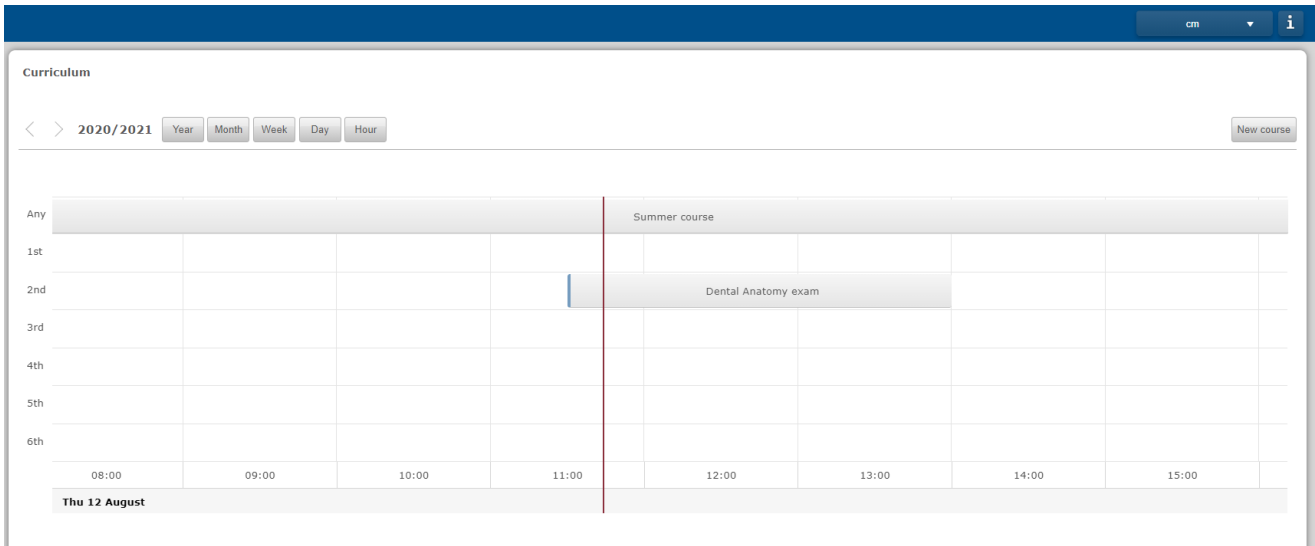 cm
i
Curriculum
2020/2021 Year Month Week Day Hour New course
Any Summer course
1st
2nd Dental Anatomy exam
3rd
4th
5th
6th
08:00 09:00 10:00 11:00 12:00 13:00 14:00 15:00
Thu 12 August